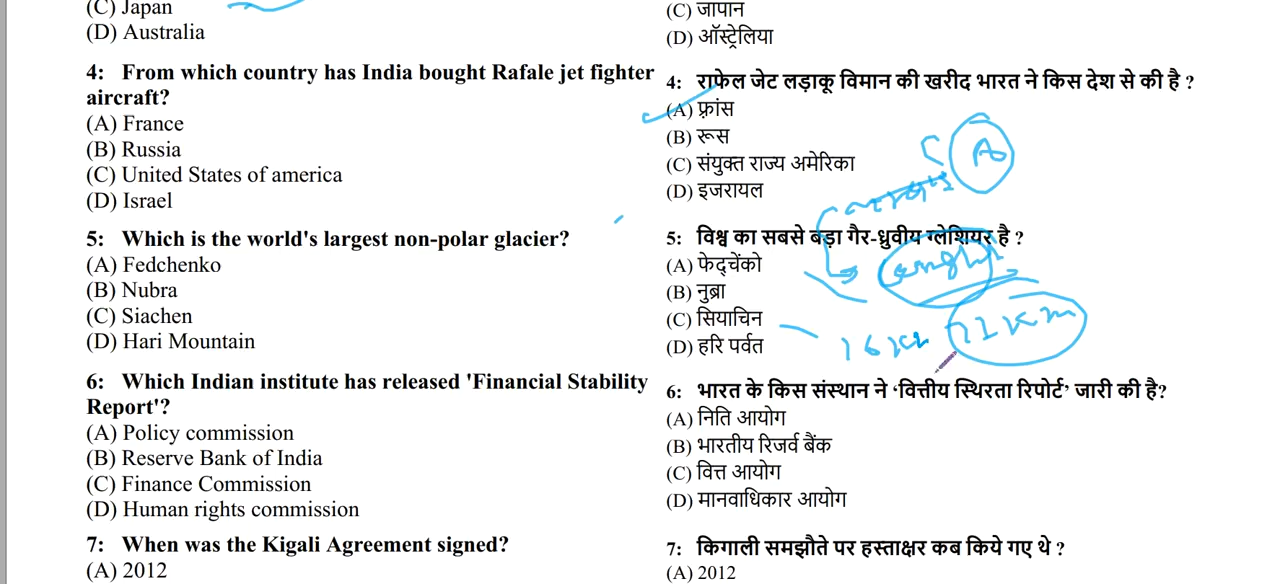 (C) Japan
(D) Australia
4: From which country has India bought Rafale jet fighter
aircraft?
(A) France
(B) Russia
(C) United States of america
(D) Israel
5: Which is the world's largest non-polar glacier?
(A) Fedchenko
(B) Nubra
(C) Siachen
(D) Hari Mountain
6: Which Indian institute has released 'Financial Stability
Report'?
(A) Policy commission
(B) Reserve Bank of India
(C) Finance Commission
(D) Human rights commission
7: When was the Kigali Agreement signed?
(A) 2012
(C) जापान
(D) ऑस्ट्रेलिया
4: राफेल जेट लड़ाकू विमान की खरीद भारत ने किस देश से की है ?
(A) फ़्रांस
(B) रूस
(C) संयुक्त राज्य अमेरिका
(D) इजरायल
A
5: विश्व का सबसे बड़ा गैर-ध्रुवीय ग्लेशियर है ?
(A) फेद्चेंको
(B) नुब्रा
(C) सियाचिन
(D) हरि पर्वत
6: भारत के किस संस्थान ने ‘वित्तीय स्थिरता रिपोर्ट’ जारी की है?
(A) निति आयोग
(B) भारतीय रिजर्व बैंक
(C) वित्त आयोग
(D) मानवाधिकार आयोग
7: किगाली समझौते पर हस्ताक्षर कब किये गए थे ?
(A) 2012